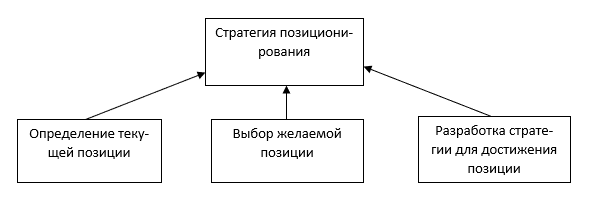 Стратегия позициони-
рования
Определение теку-
щей позиции
Выбор желаемой
позиции
Разработка страте-
гии для достижения
позиции